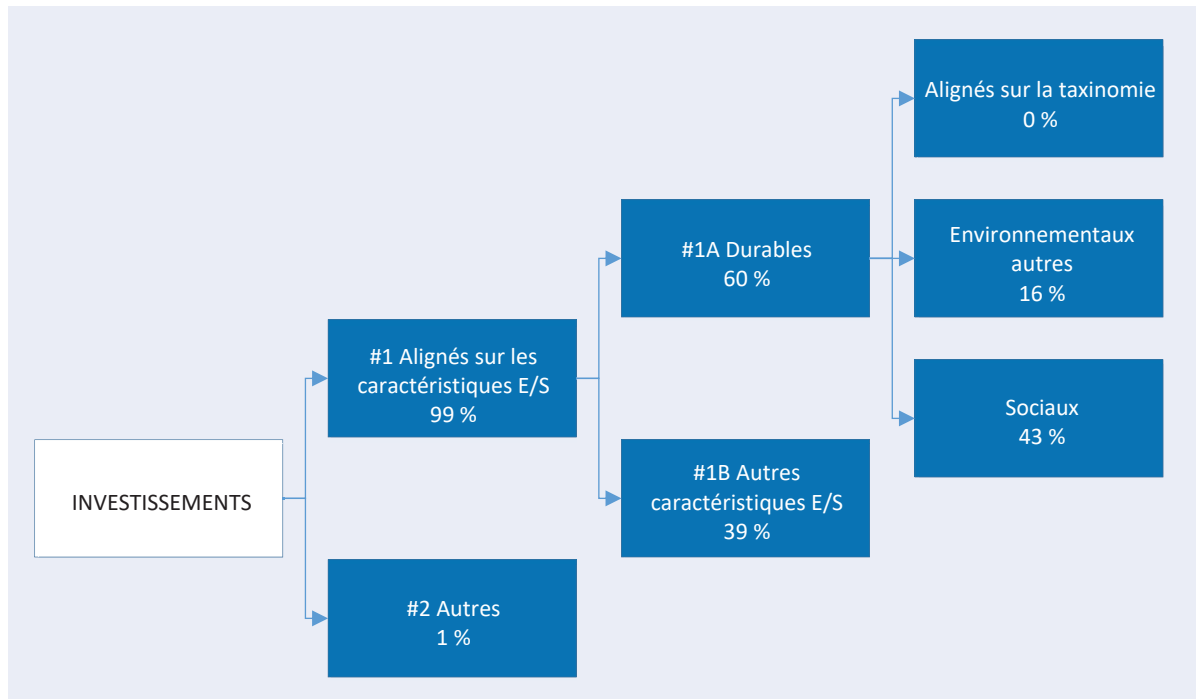 INVESTISSEMENTS
#1 Alignés sur les
caractéristiques E/S
99 %
#2 Autres
1 %
#1A Durables
60 %
#1B Autres
caractéristiques E/S
39 %
Alignés sur la taxinomie
0 %
Environnementaux
autres
16 %
Sociaux
43 %